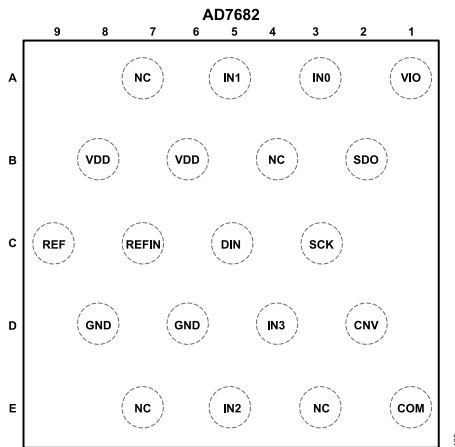 AD7682
9 8 7 6 5 4 3 2 1
A NC IN1 IN0 VIO
B VDD VDD NC SDO
C REF REFIN DIN SCK
D GND GND IN3 CNV
E NC IN2 NC COM